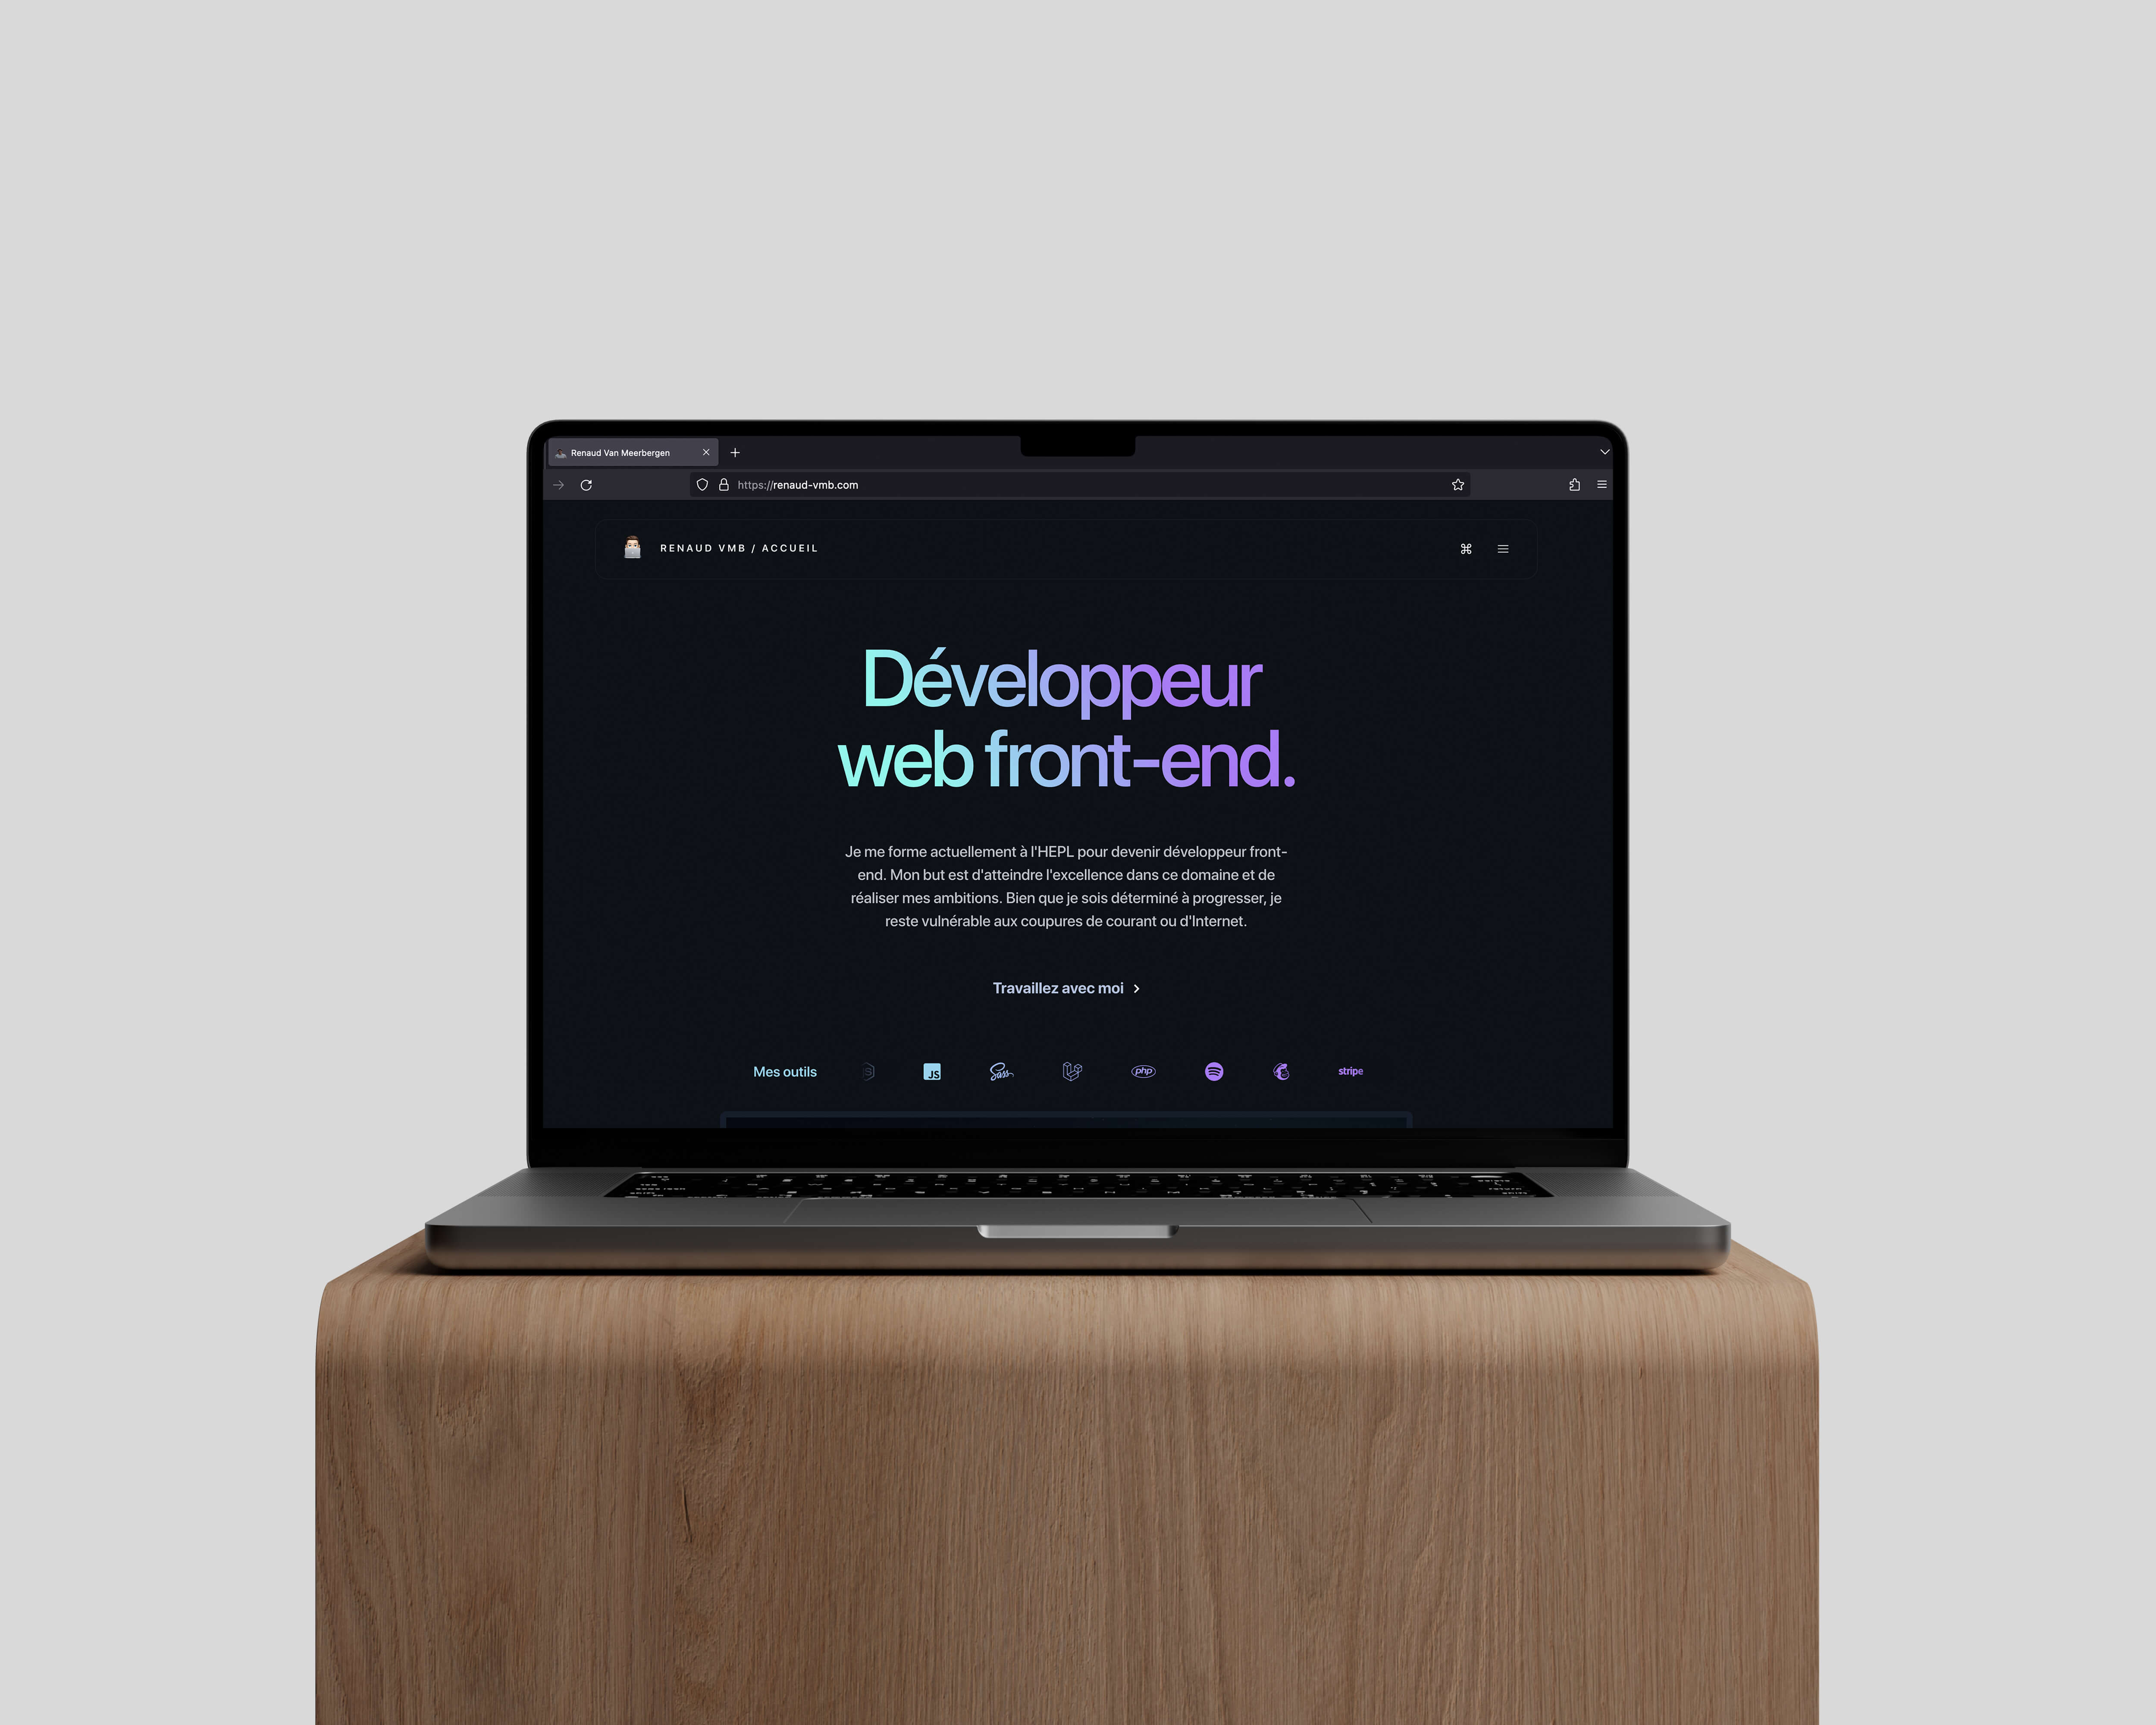 Renaud Van Meerbergen
https://renaud-vmb.com
RENAUD VMB / ACCUEIL
Développeur
web front-end.
Je me forme actuellement à l'HEPL pour devenir développeur front-
end. Mon but est d'atteindre l'excellence dans ce domaine et de
réaliser mes ambitions. Bien que je sois déterminé à progresser, je
reste vulnérable aux coupures de courant ou d'Internet.
Travaillez avec moi
Mes outils JS Sass php stripe